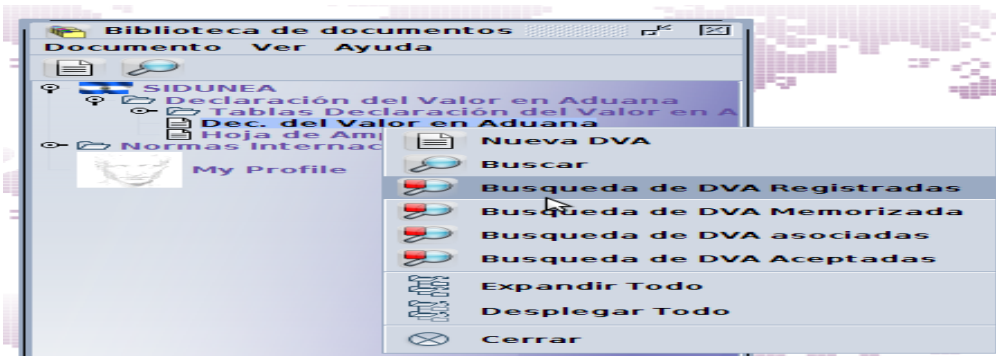 Biblioteca de documentos
Documento Ver Ayuda
SIDUNEA
Declaración del Valor en Aduana
Tablas Declaración del Valor en A
Dec. del Valor en Aduana
Hoja de Am
Normas Internac
My Profile
Nueva DVA
Buscar
Busqueda de DVA Registradas
Busqueda de DVA Memorizada
Busqueda de DVA asociadas
Busqueda de DVA Aceptadas
Expandir Todo
Desplegar Todo
Cerrar